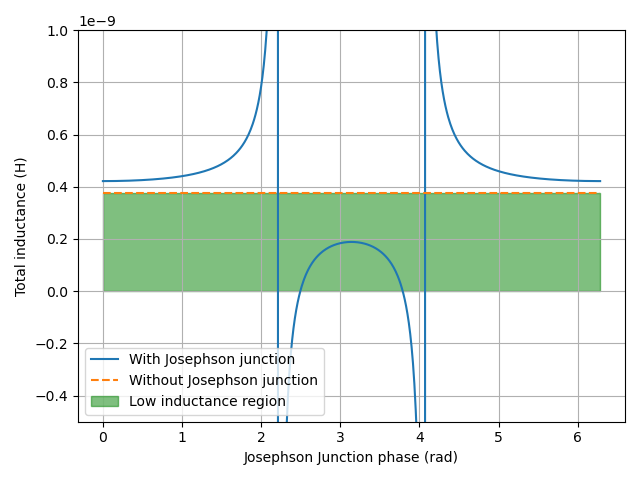 1e−9
1.0
0.8
0.6
0.4
0.2
0.0
−0.2
−0.4
Total inductance (H)
With Josephson junction
Without Josephson junction
Low inductance region
0 1 2 3 4 5 6
Josephson Junction phase (rad)